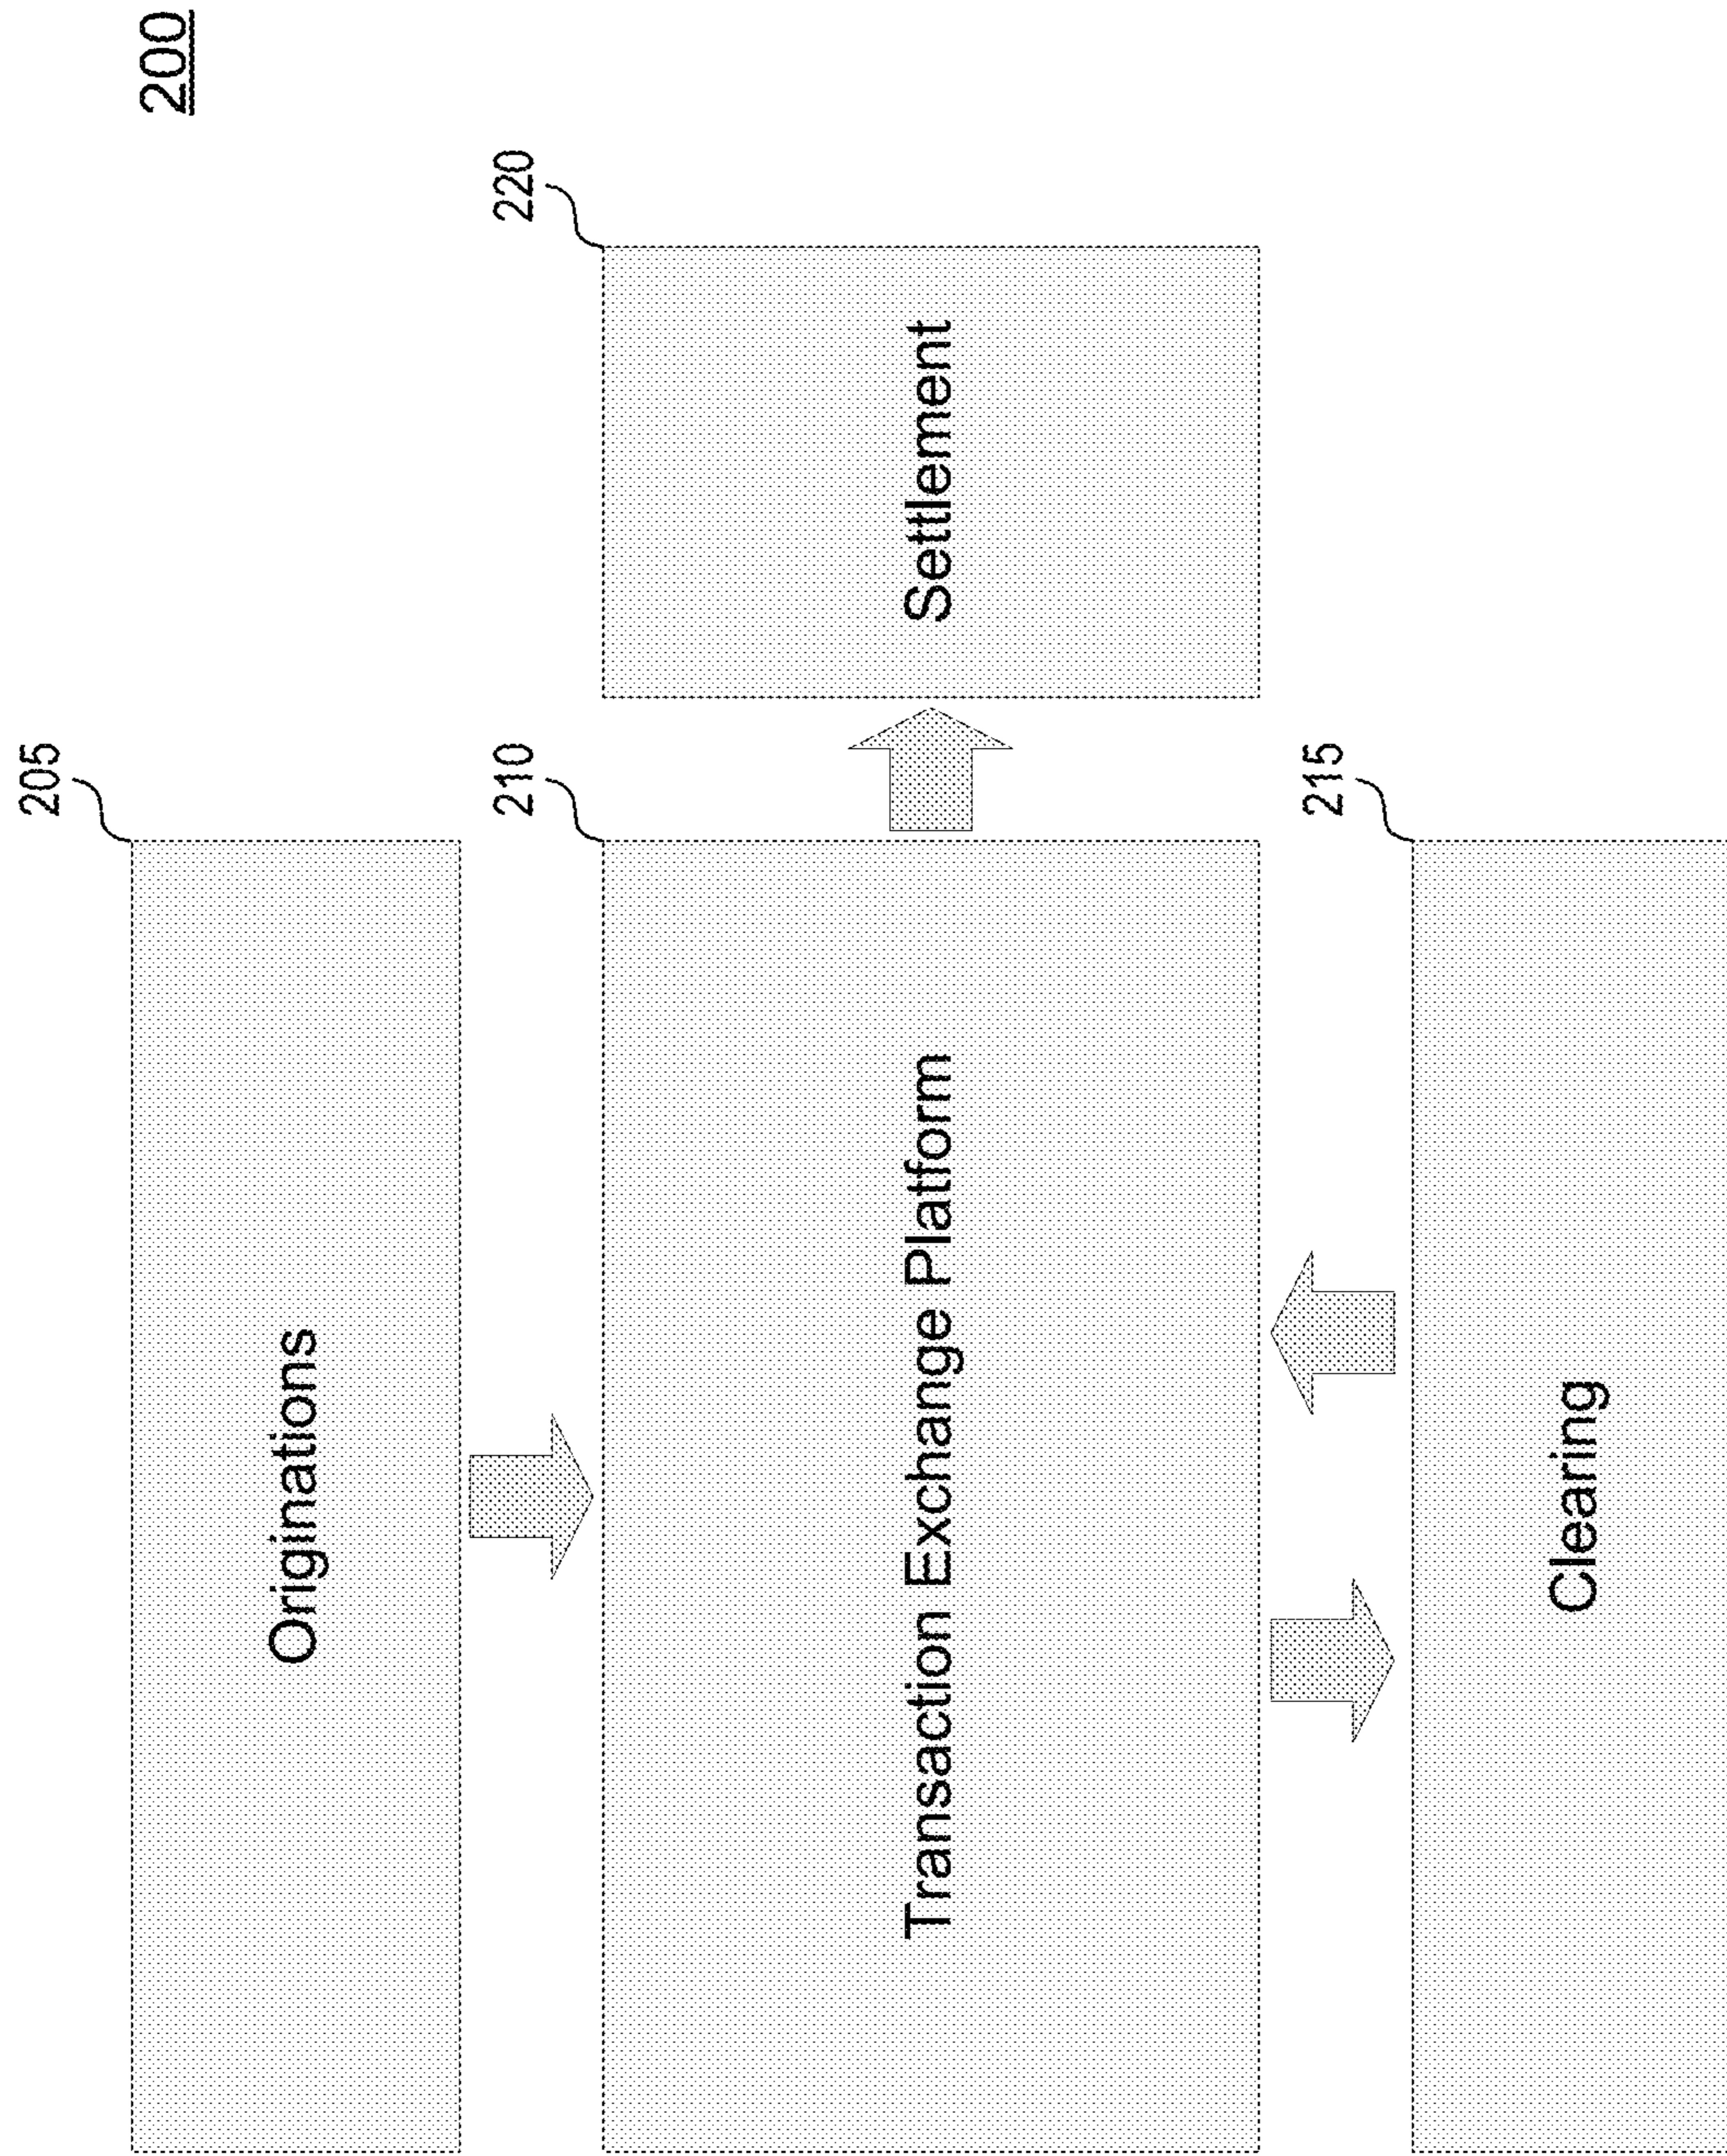 200
205
Originations
210
Transaction Exchange Platform
220
Settlement
215
Clearing